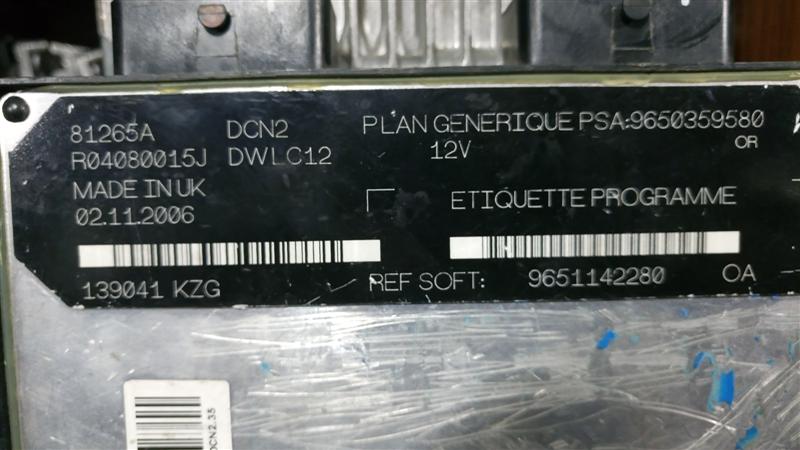 81265A DCN2 PLAN GENERIQUE PSA:9650359580
R04080015J DWLC12 12V OR
MADE IN UK
02.11.2006 ETIQUETTE PROGRAMME
139041 KZG REF SOFT: 9651142280 OA
DCN2.35